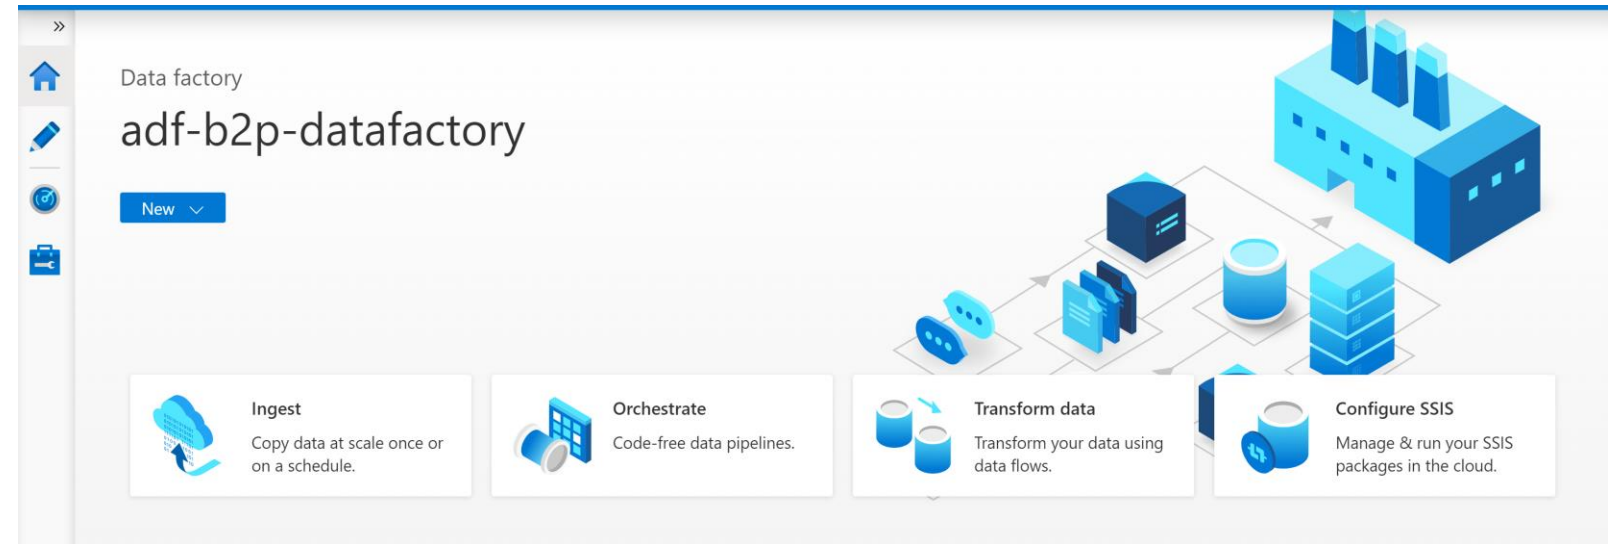 Data factory
adf-b2p-datafactory
New
Ingest
Copy data at scale once or
on a schedule.
Orchestrate
Code-free data pipelines.
Transform data
Transform your data using
data flows.
Configure SSIS
Manage & run your SSIS
packages in the cloud.